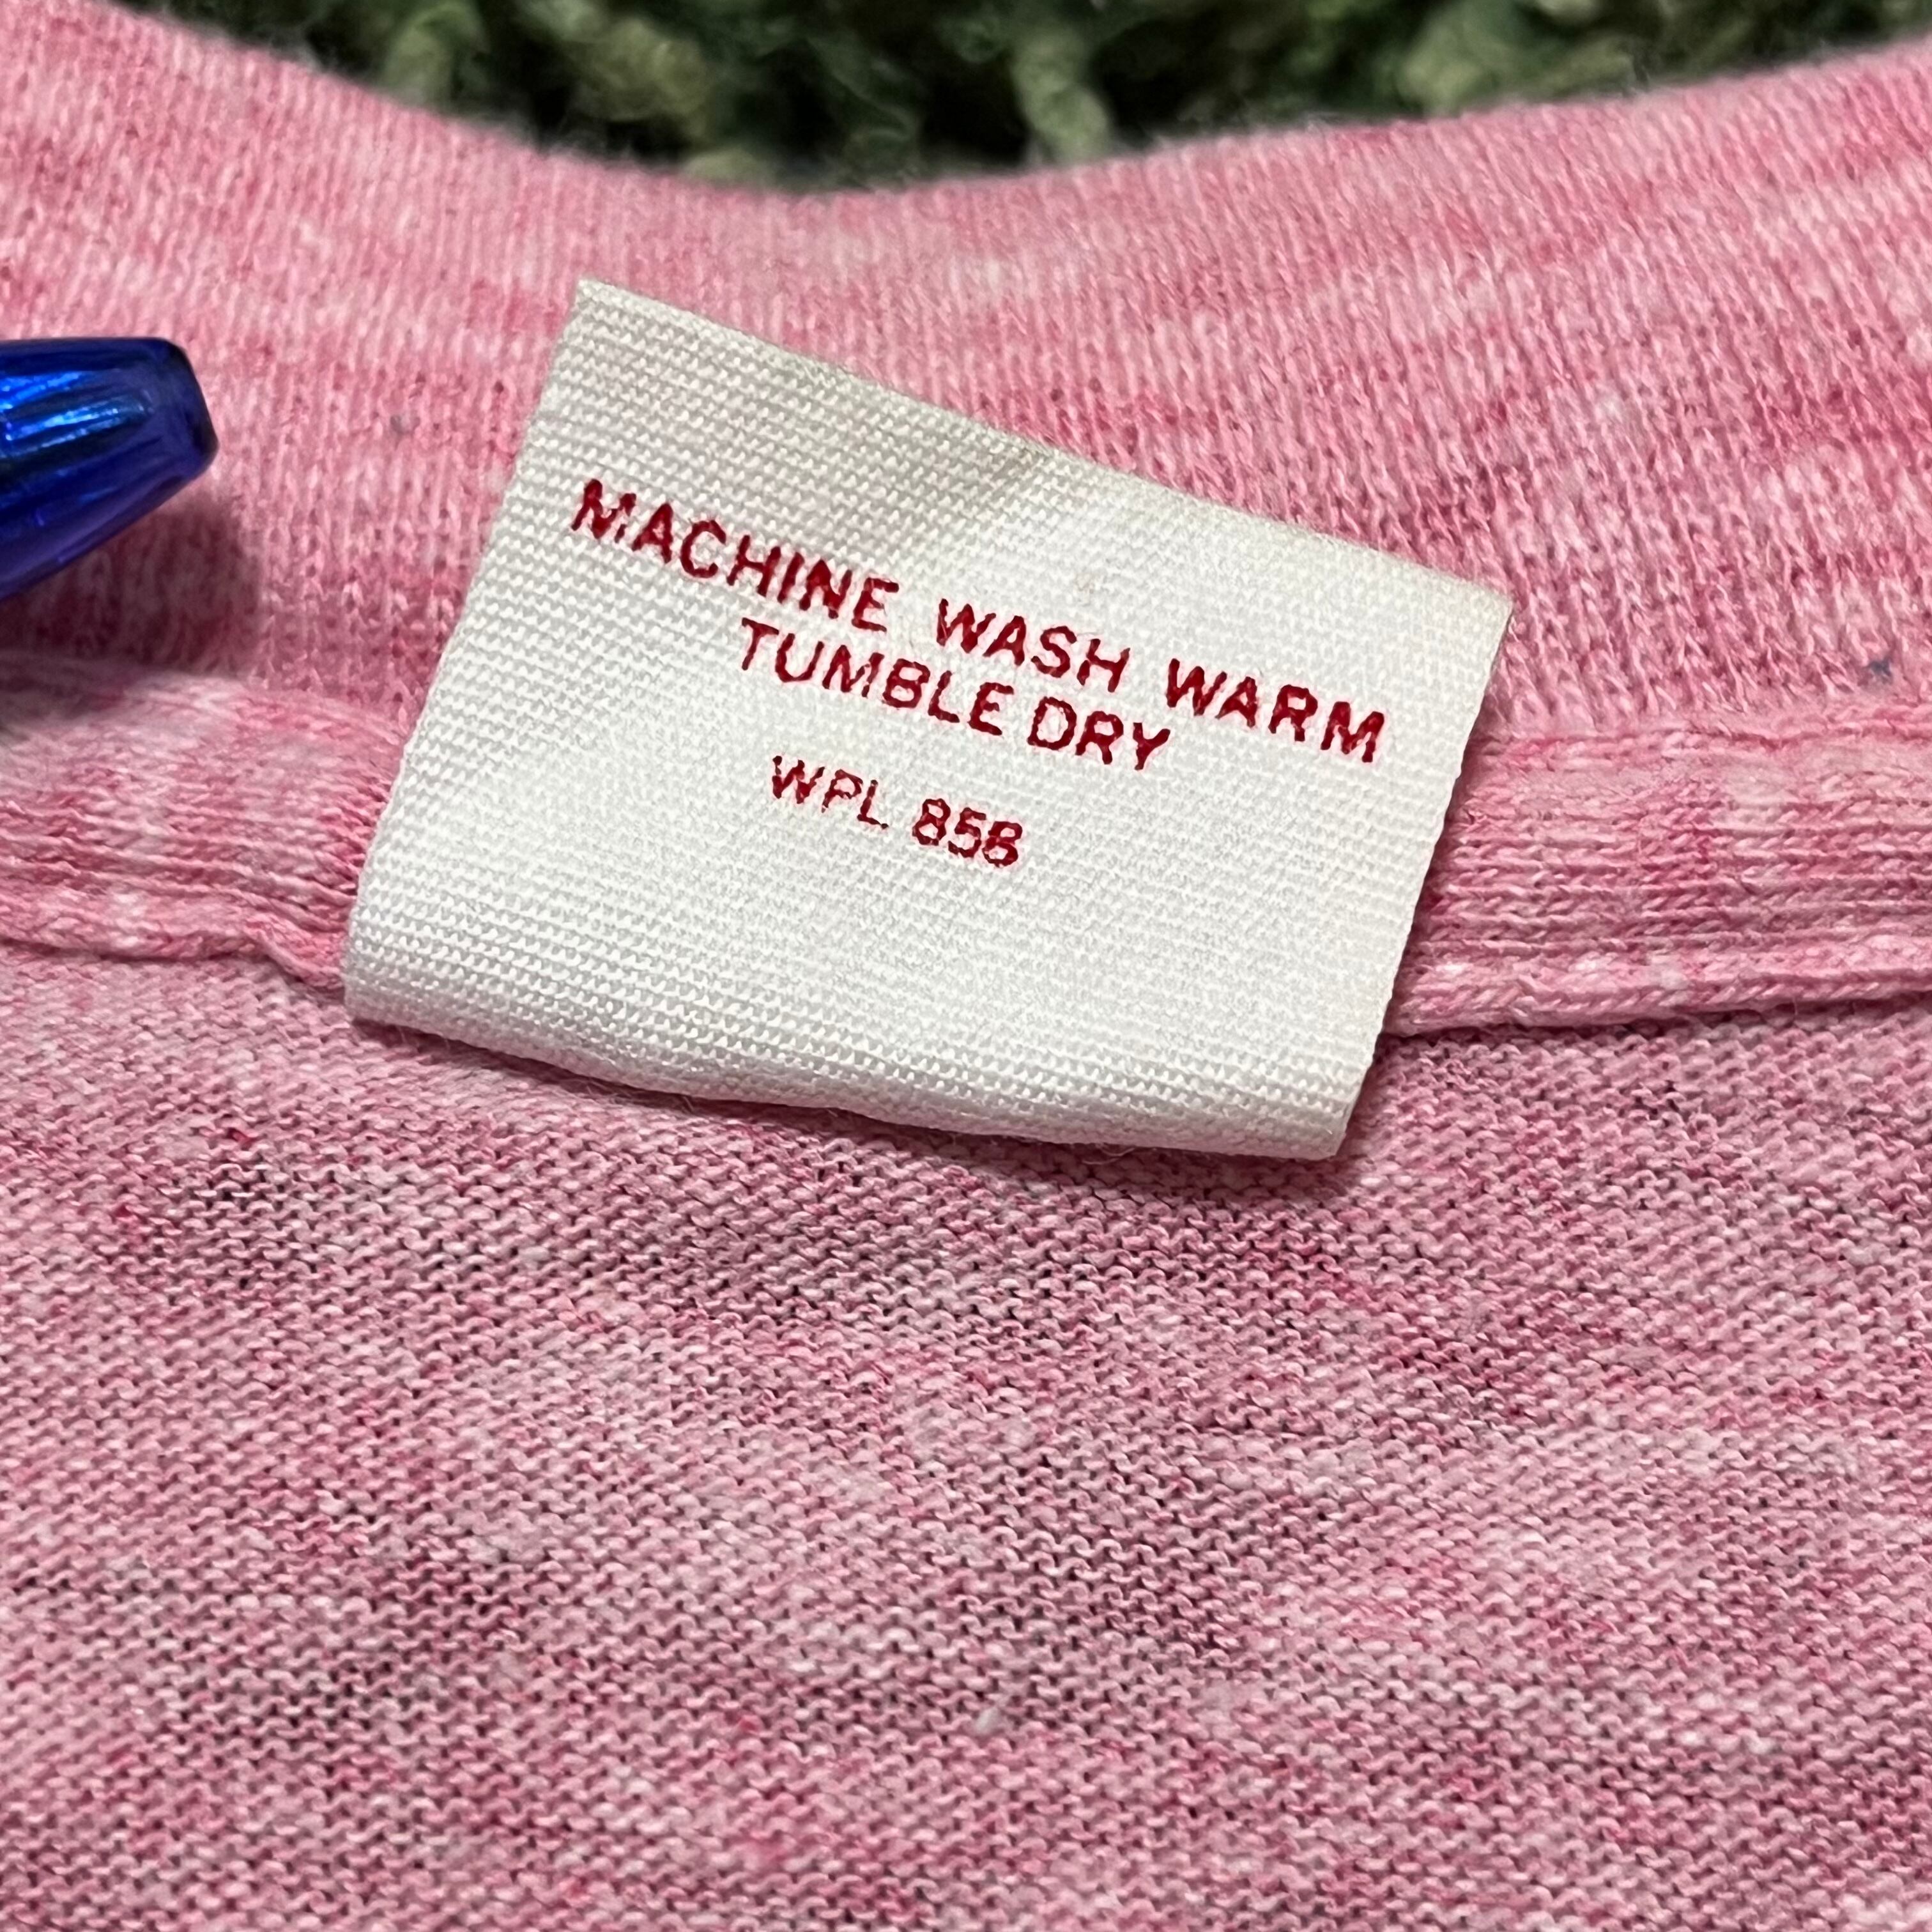 MACHINE WASH WARM
TUMBLE DRY
WPL 858